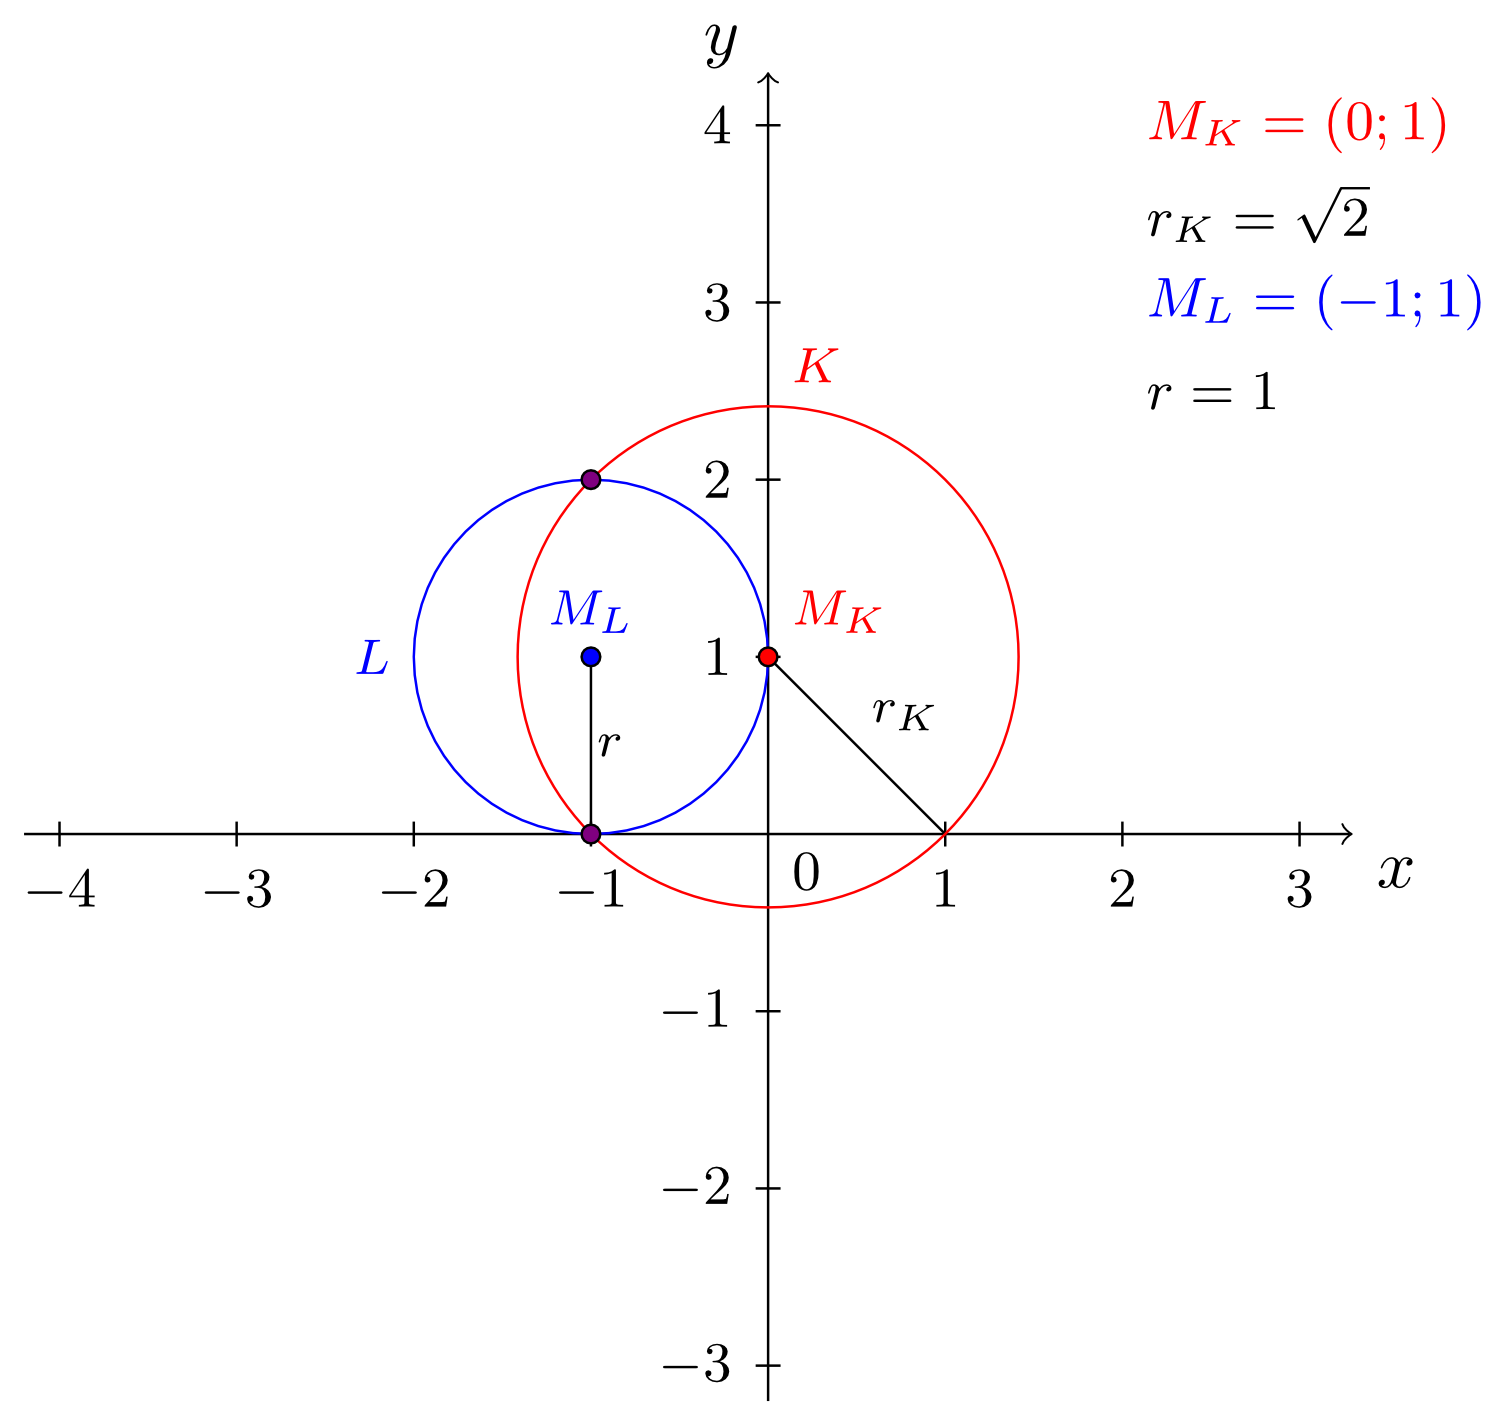 y
M_K = (0; 1)
4
r_K = √2
M_L = (−1; 1)
3
K
r = 1
2
M_L M_K
L 1
r_K
r
−4 −3 −2 −1 0 1 2 3 x
−1
−2
−3